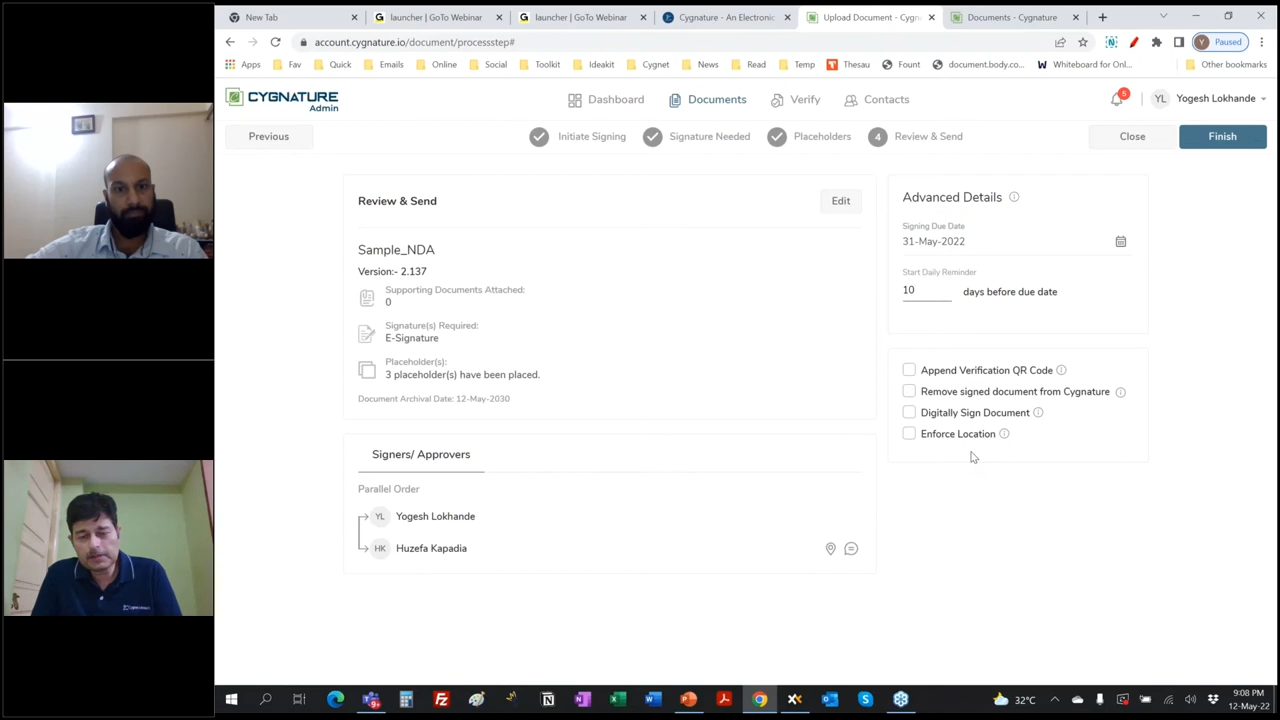 New Tab
launcher | GoTo Webinar
launcher | GoTo Webinar
Cygnature - An Electronic
Upload Document - Cygn
Documents - Cygnature
account.cygnature.io/document/processstep#
Paused
Apps
Fav
Quick
Emails
Online
Social
Toolkit
Ideakit
Cygnet
News
Read
Temp
Thesau
Fount
document.body.co...
Whiteboard for Onl...
Other bookmarks
CYGNATURE
Admin
Dashboard
Documents
Verify
Contacts
5
YL
Yogesh Lokhande
Previous
Initiate Signing
Signature Needed
Placeholders
4
Review & Send
Close
Finish
Review & Send
Edit
Sample_NDA
Version:- 2.137
Supporting Documents Attached:
0
Signature(s) Required:
E-Signature
Placeholder(s):
3 placeholder(s) have been placed.
Document Archival Date: 12-May-2030
Signers/ Approvers
Parallel Order
YL
Yogesh Lokhande
HK
Huzefa Kapadia
Advanced Details
Signing Due Date
31-May-2022
Start Daily Reminder
10
days before due date
Append Verification QR Code
Remove signed document from Cygnature
Digitally Sign Document
Enforce Location
32°C
9:08 PM
12-May-22